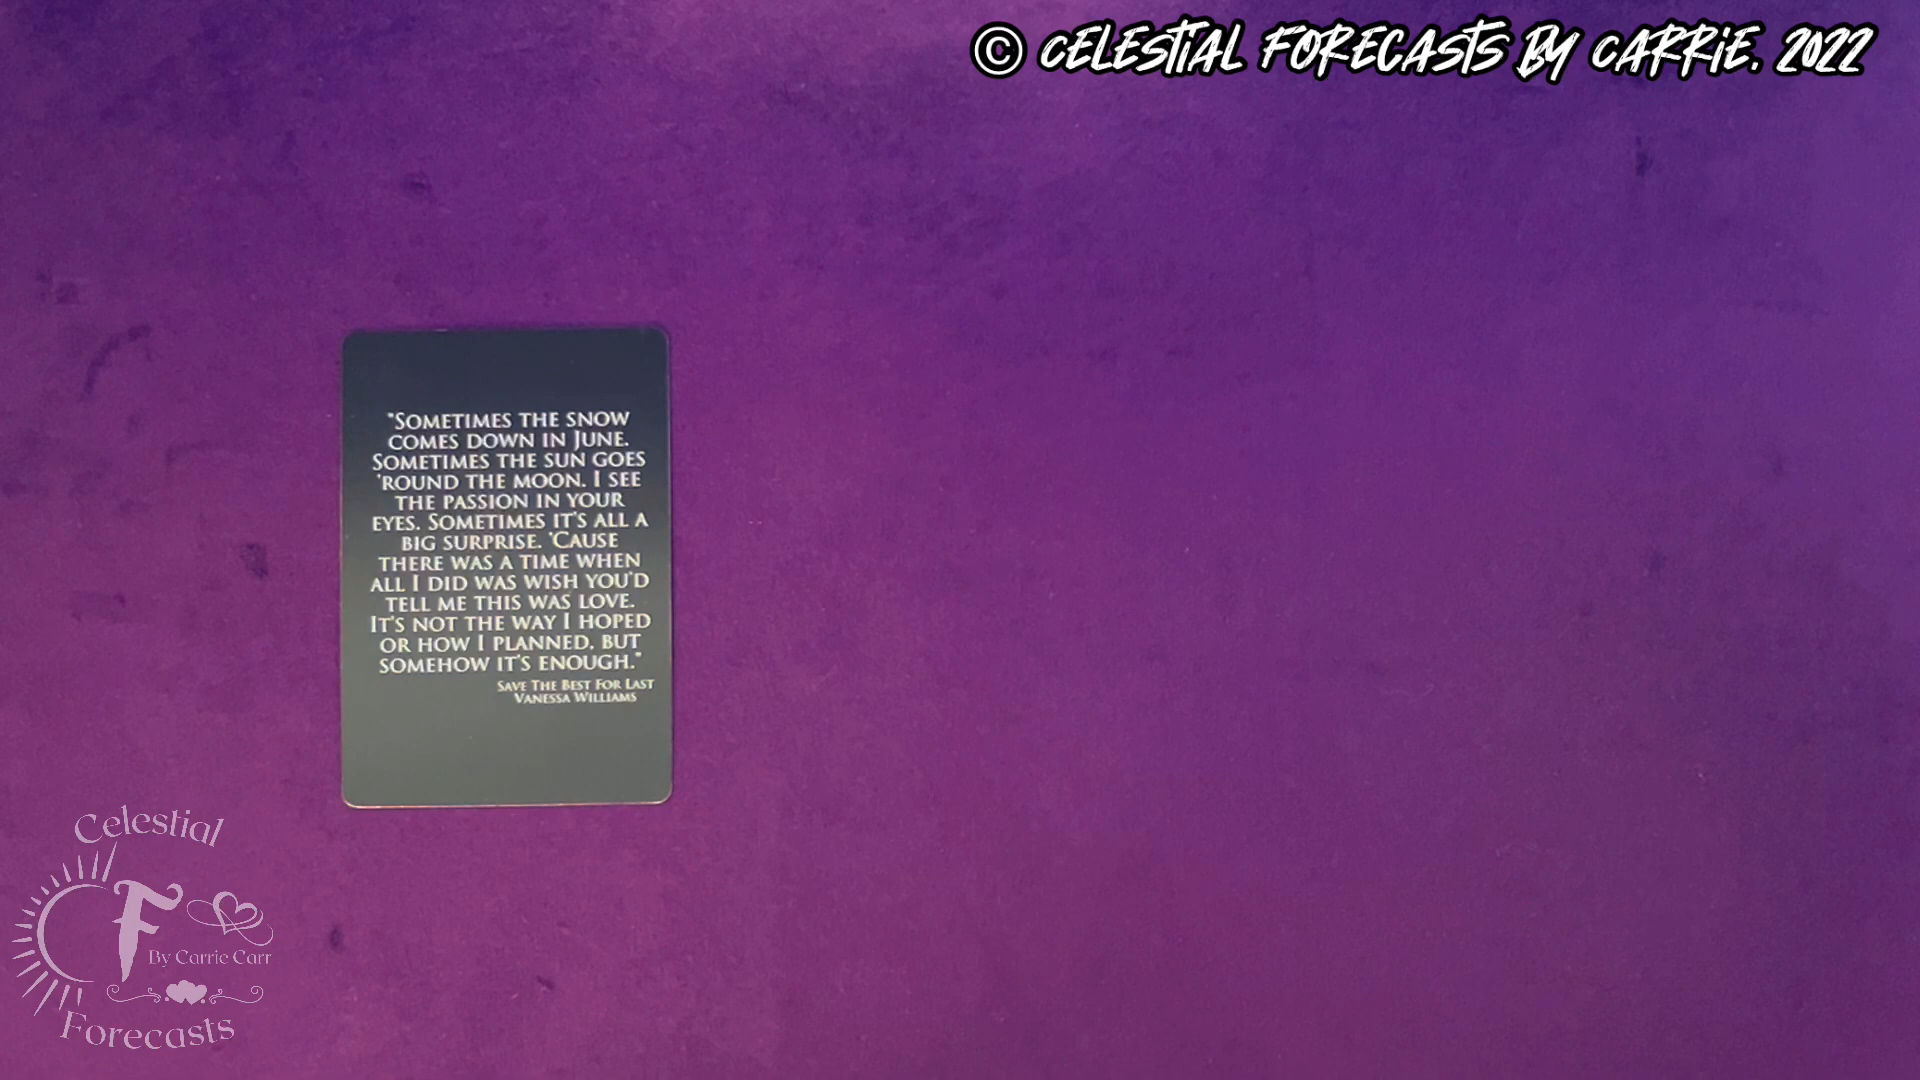 © CELESTIAL FORECASTS BY CARRIE. 2022
"SOMETIMES THE SNOW
COMES DOWN IN JUNE.
SOMETIMES THE SUN GOES
'ROUND THE MOON. I SEE
THE PASSION IN YOUR
EYES. SOMETIMES IT'S ALL A
BIG SURPRISE. 'CAUSE
THERE WAS A TIME WHEN
ALL I DID WAS WISH YOU'D
TELL ME THIS WAS LOVE.
IT'S NOT THE WAY I HOPED
OR HOW I PLANNED, BUT
SOMEHOW IT'S ENOUGH."
SAVE THE BEST FOR LAST
VANESSA WILLIAMS
Celestial
F
By Carrie Carr
Forecasts